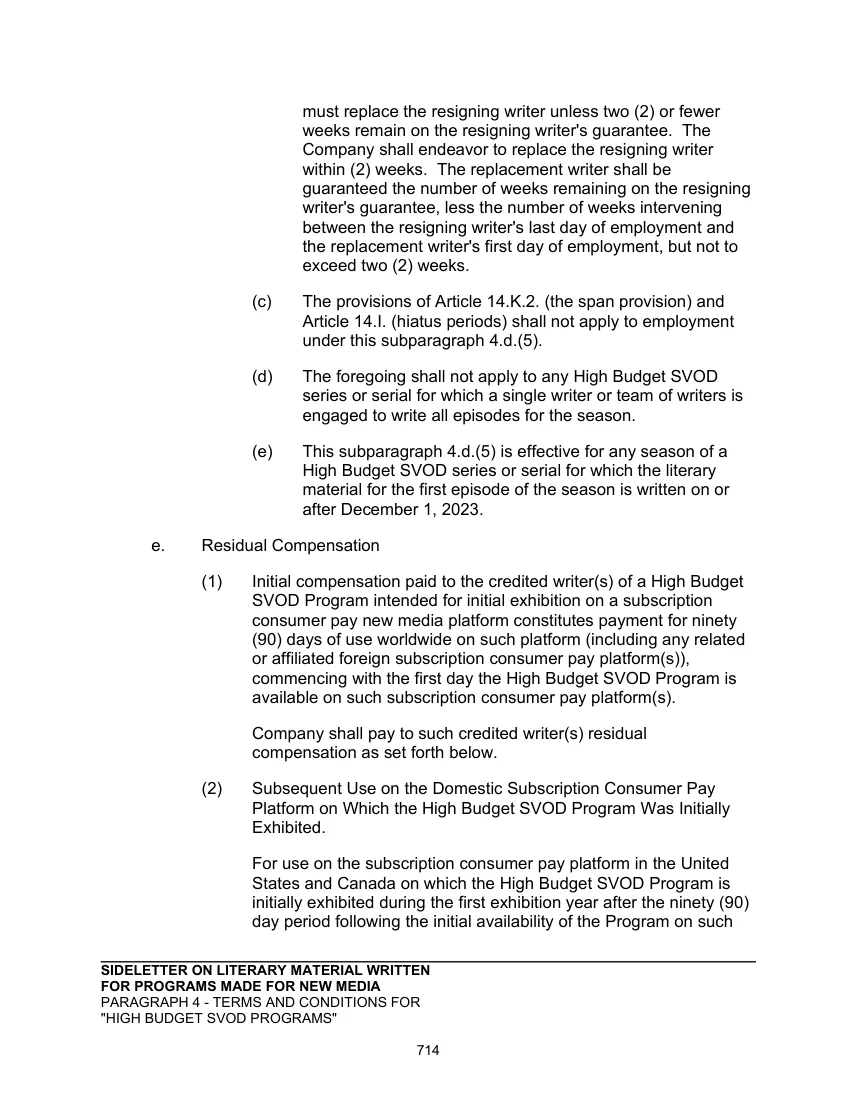 must replace the resigning writer unless two (2) or fewer
weeks remain on the resigning writer's guarantee.  The
Company shall endeavor to replace the resigning writer
within (2) weeks.  The replacement writer shall be
guaranteed the number of weeks remaining on the resigning
writer's guarantee, less the number of weeks intervening
between the resigning writer's last day of employment and
the replacement writer's first day of employment, but not to
exceed two (2) weeks.
(c) The provisions of Article 14.K.2. (the span provision) and
Article 14.I. (hiatus periods) shall not apply to employment
under this subparagraph 4.d.(5).
(d) The foregoing shall not apply to any High Budget SVOD
series or serial for which a single writer or team of writers is
engaged to write all episodes for the season.
(e) This subparagraph 4.d.(5) is effective for any season of a
High Budget SVOD series or serial for which the literary
material for the first episode of the season is written on or
after December 1, 2023.
e. Residual Compensation
(1) Initial compensation paid to the credited writer(s) of a High Budget
SVOD Program intended for initial exhibition on a subscription
consumer pay new media platform constitutes payment for ninety
(90) days of use worldwide on such platform (including any related
or affiliated foreign subscription consumer pay platform(s)),
commencing with the first day the High Budget SVOD Program is
available on such subscription consumer pay platform(s).
Company shall pay to such credited writer(s) residual
compensation as set forth below.
(2) Subsequent Use on the Domestic Subscription Consumer Pay
Platform on Which the High Budget SVOD Program Was Initially
Exhibited.
For use on the subscription consumer pay platform in the United
States and Canada on which the High Budget SVOD Program is
initially exhibited during the first exhibition year after the ninety (90)
day period following the initial availability of the Program on such
SIDELETTER ON LITERARY MATERIAL WRITTEN
FOR PROGRAMS MADE FOR NEW MEDIA
PARAGRAPH 4 - TERMS AND CONDITIONS FOR
"HIGH BUDGET SVOD PROGRAMS"
714